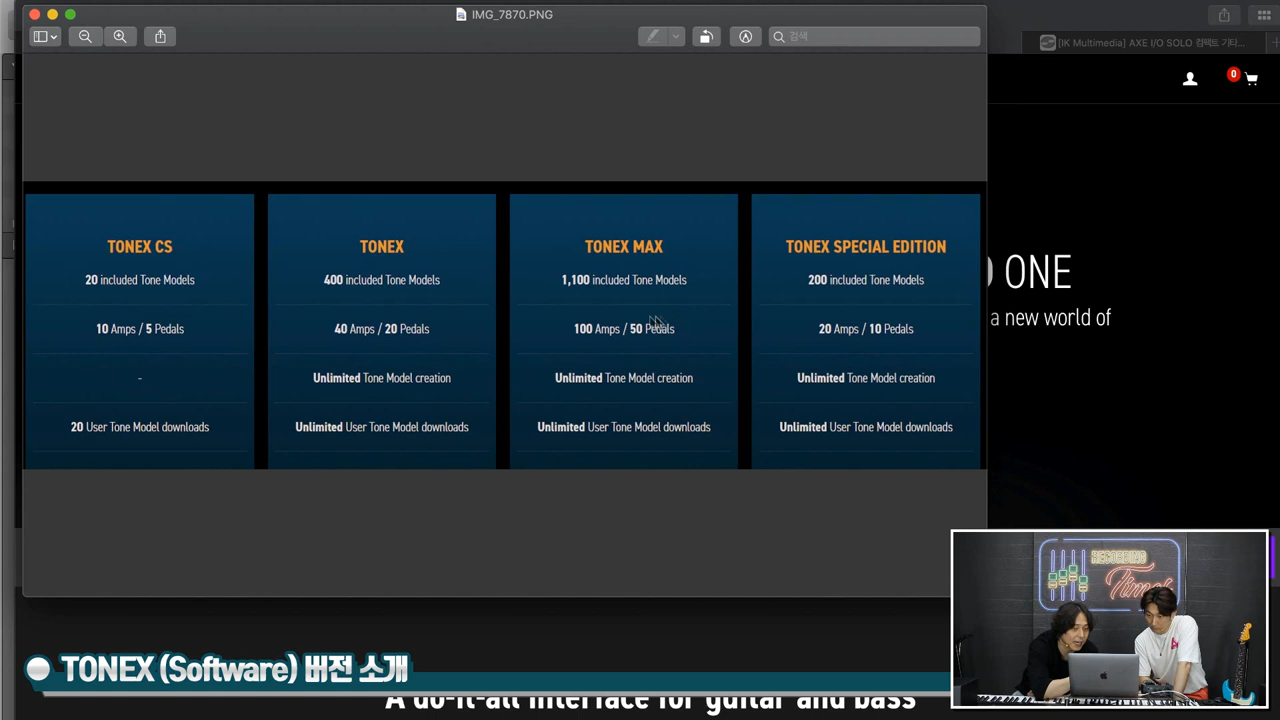 IMG_7870.PNG
검색
[IK Multimedia] AXE I/O SOLO 컴팩트 기타...
0
TONEX CS
20 included Tone Models
10 Amps / 5 Pedals
-
20 User Tone Model downloads
TONEX
400 included Tone Models
40 Amps / 20 Pedals
Unlimited Tone Model creation
Unlimited User Tone Model downloads
TONEX MAX
1,100 included Tone Models
100 Amps / 50 Pedals
Unlimited Tone Model creation
Unlimited User Tone Model downloads
TONEX SPECIAL EDITION
200 included Tone Models
20 Amps / 10 Pedals
Unlimited Tone Model creation
Unlimited User Tone Model downloads
ONE
a new world of
RECORDING
Time!
TONEX (Software) 버전 소개
A do-it-all interface for guitar and bass